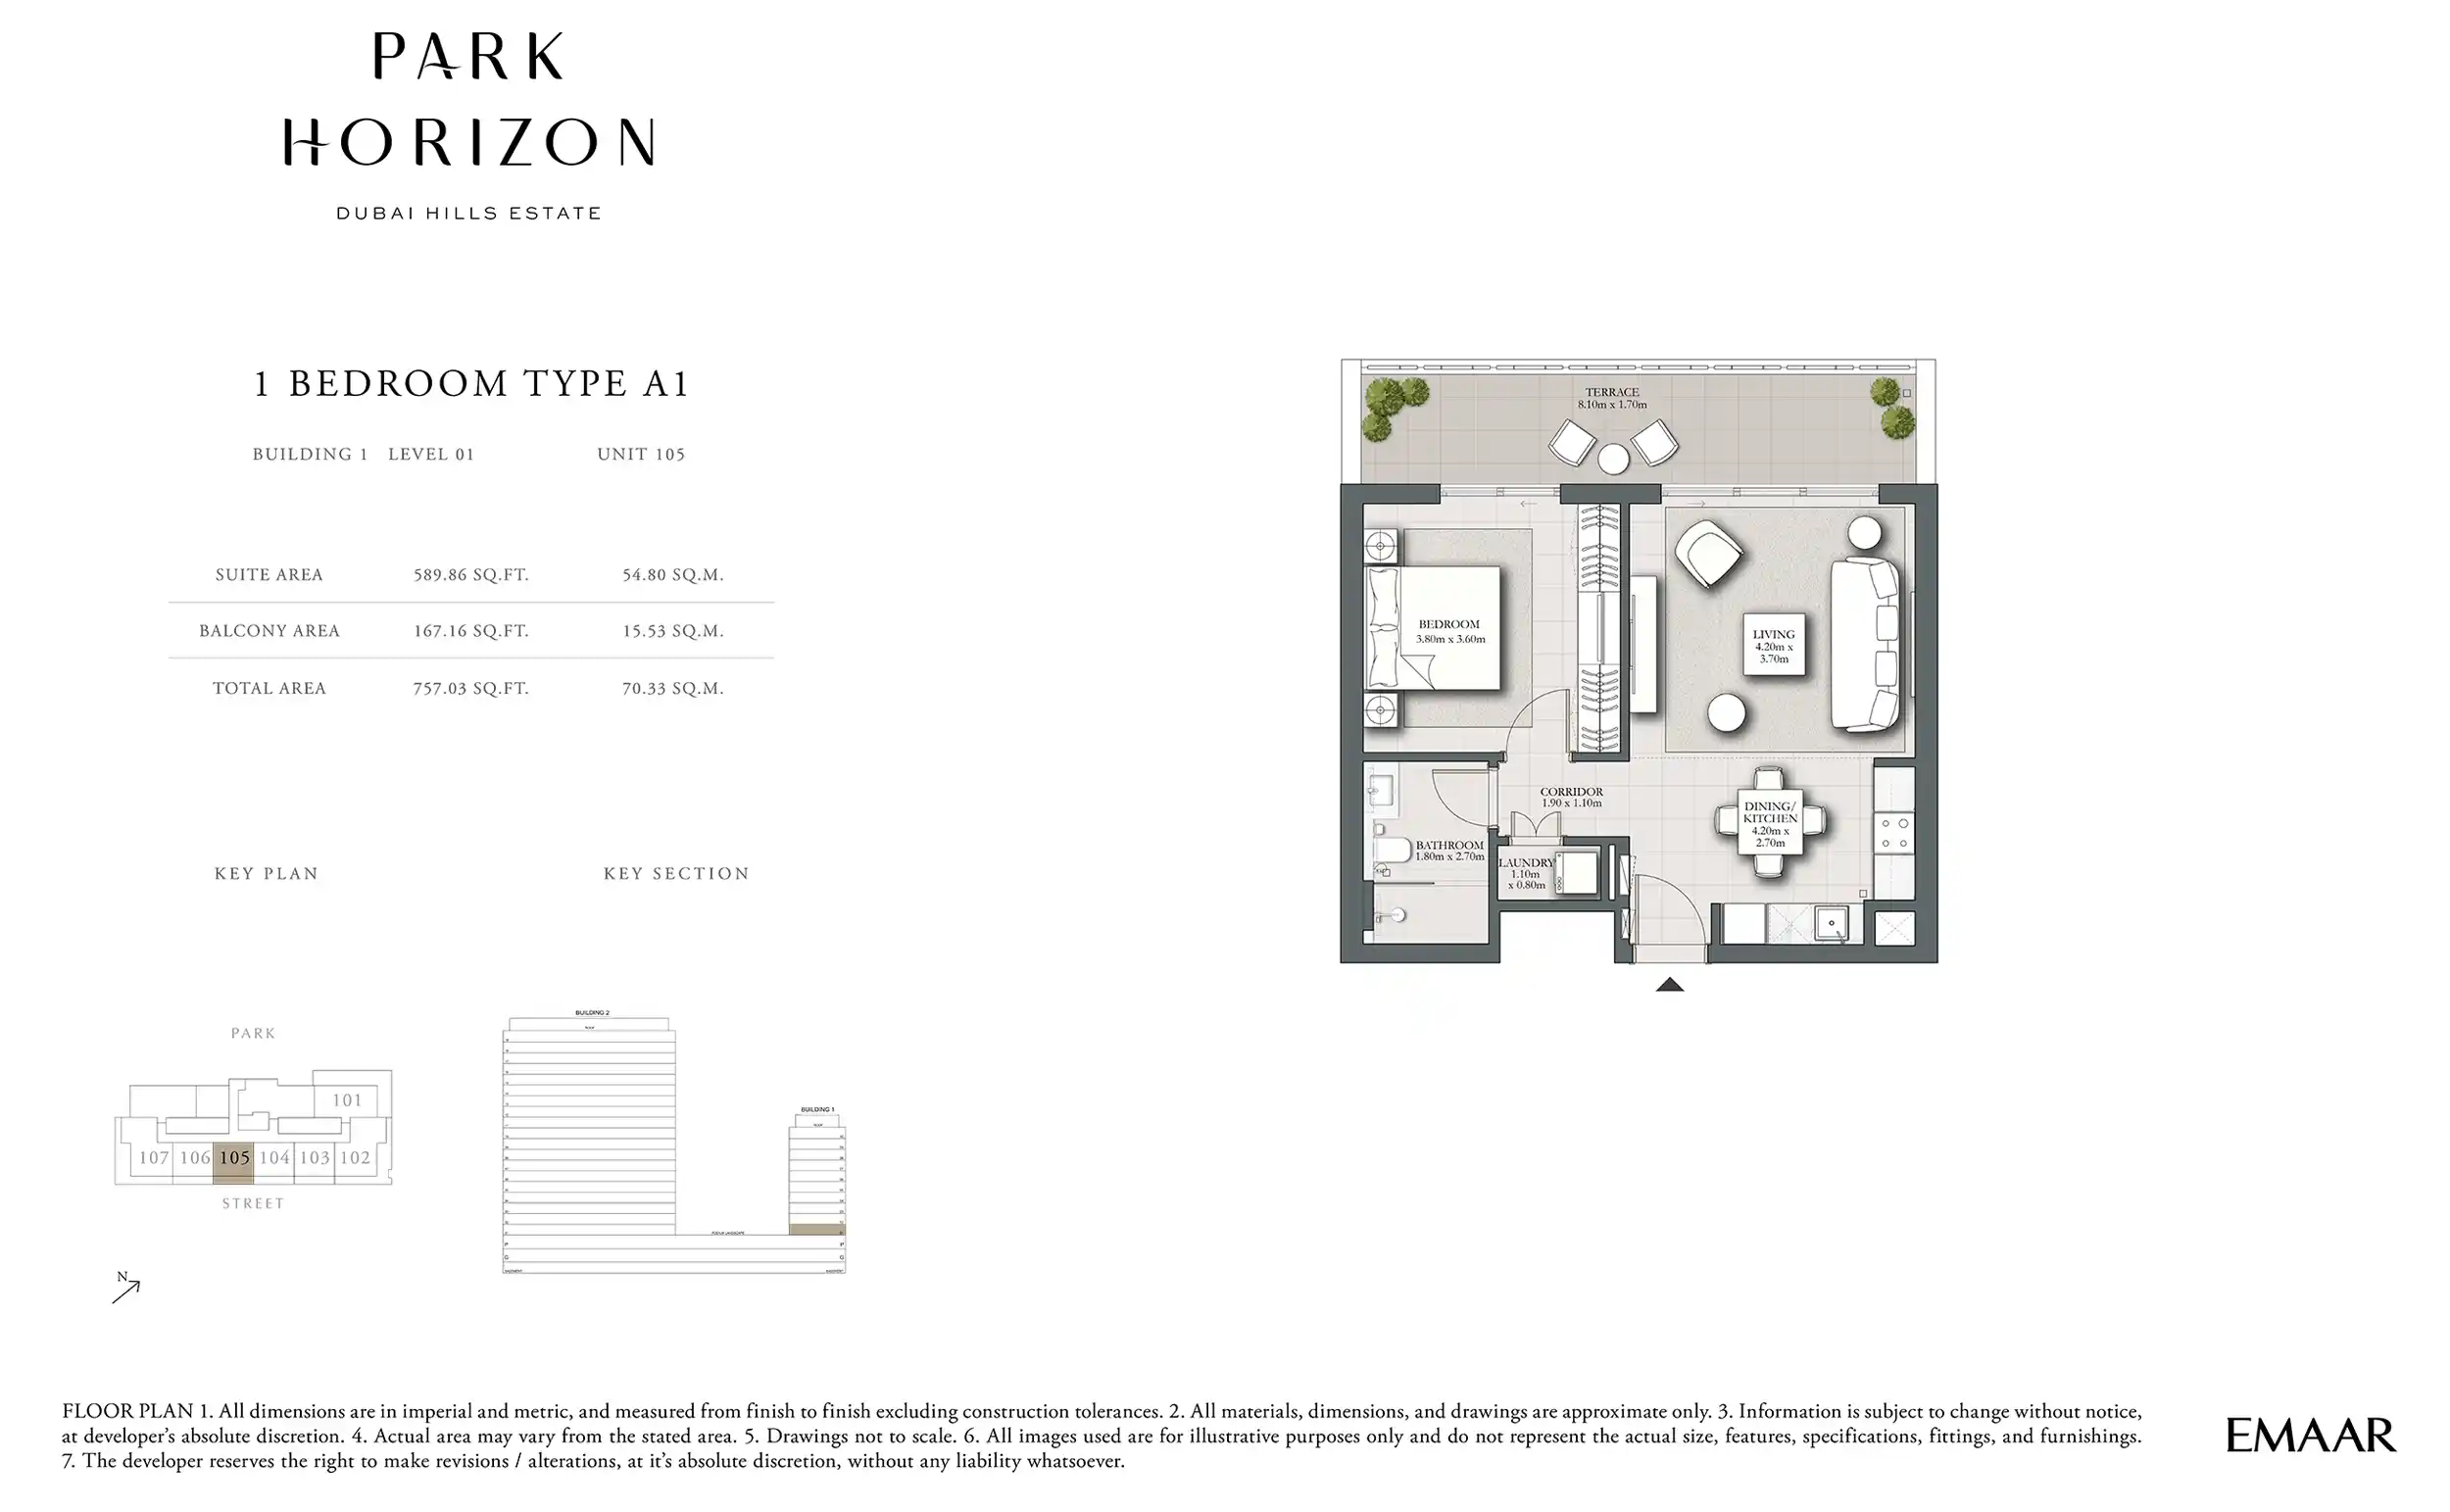 PARK
HORIZON
DUBAI HILLS ESTATE
1 BEDROOM TYPE A1
BUILDING 1 LEVEL 01 UNIT 105
SUITE AREA 589.86 SQ.FT. 54.80 SQ.M.
BALCONY AREA 167.16 SQ.FT. 15.53 SQ.M.
TOTAL AREA 757.03 SQ.FT. 70.33 SQ.M.
KEY PLAN KEY SECTION
PARK
101
107 106 105 104 103 102
STREET
N
BUILDING 2
ROOF
BUILDING 1
ROOF
PODIUM LANDSCAPE
P P
G G
BASEMENT BASEMENT
TERRACE
8.10m x 1.70m
BEDROOM
3.80m x 3.60m
LIVING
4.20m x
3.70m
CORRIDOR
1.90 x 1.10m
DINING/
KITCHEN
4.20m x
2.70m
BATHROOM
1.80m x 2.70m
LAUNDRY
1.10m
x 0.80m
FLOOR PLAN 1. All dimensions are in imperial and metric, and measured from finish to finish excluding construction tolerances. 2. All materials, dimensions, and drawings are approximate only. 3. Information is subject to change without notice,
at developer's absolute discretion. 4. Actual area may vary from the stated area. 5. Drawings not to scale. 6. All images used are for illustrative purposes only and do not represent the actual size, features, specifications, fittings, and furnishings.
7. The developer reserves the right to make revisions / alterations, at it's absolute discretion, without any liability whatsoever.
EMAAR